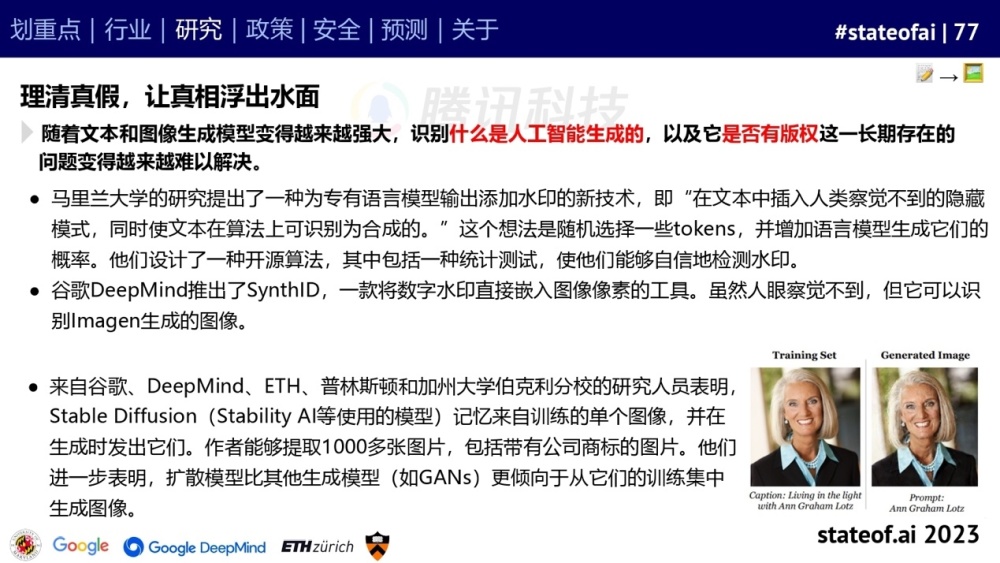 划重点 | 行业 | 研究 | 政策 | 安全 | 预测 | 关于
#stateofai | 77
理清真假，让真相浮出水面
腾讯科技
随着文本和图像生成模型变得越来越强大，识别什么是人工智能生成的，以及它是否有版权这一长期存在的
问题变得越来越难以解决。
● 马里兰大学的研究提出了一种为专有语言模型输出添加水印的新技术，即“在文本中插入人类察觉不到的隐藏
模式，同时使文本在算法上可识别为合成的。”这个想法是随机选择一些tokens，并增加语言模型生成它们的
概率。他们设计了一种开源算法，其中包括一种统计测试，使他们能够自信地检测水印。
● 谷歌DeepMind推出了SynthID，一款将数字水印直接嵌入图像像素的工具。虽然人眼察觉不到，但它可以识
别Imagen生成的图像。
● 来自谷歌、DeepMind、ETH、普林斯顿和加州大学伯克利分校的研究人员表明，
Stable Diffusion（Stability AI等使用的模型）记忆来自训练的单个图像，并在
生成时发出它们。作者能够提取1000多张图片，包括带有公司商标的图片。他们
进一步表明，扩散模型比其他生成模型（如GANs）更倾向于从它们的训练集中
生成图像。
Training Set
Generated Image
Caption: Living in the light
with Ann Graham Lotz
Prompt:
Ann Graham Lotz
Google
Google DeepMind
ETH zürich
stateof.ai 2023